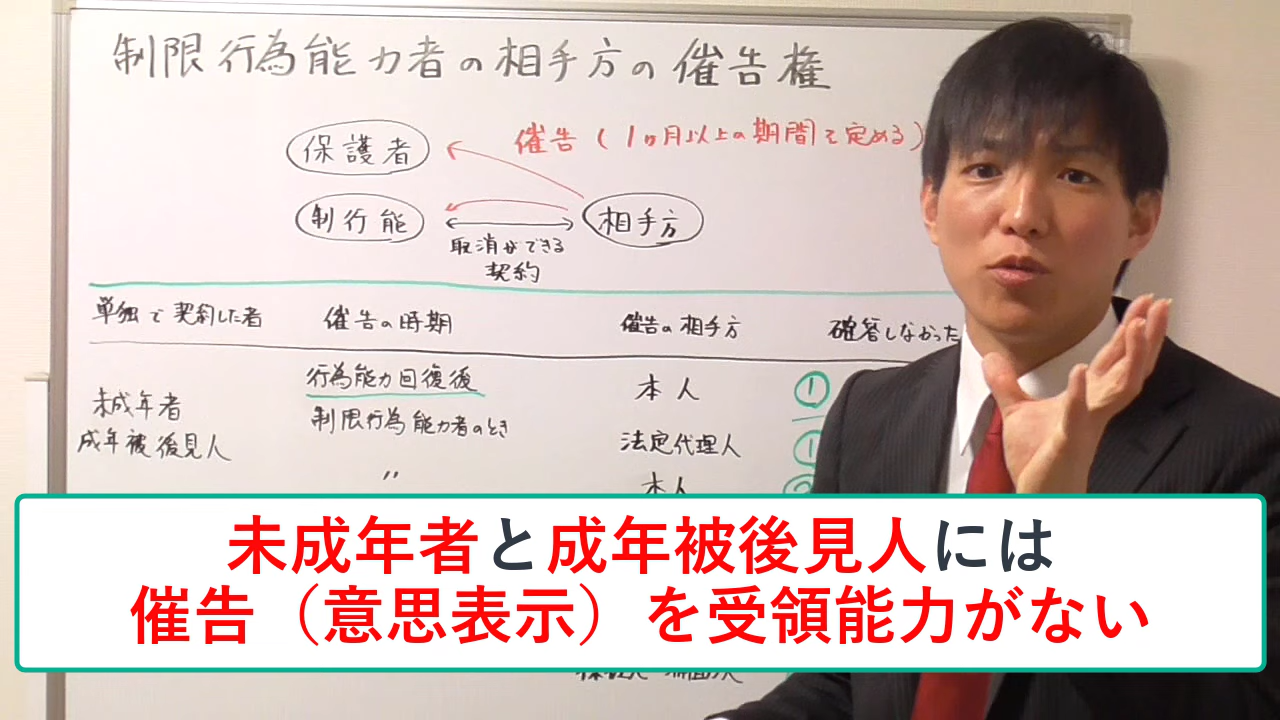 制限行為能力者の相手方の催告権
保護者
催告(1ヶ月以上の期間を定める)
制行能
相手方
取消ができる
契約
単独で契約した者
催告の時期
催告の相手方
確答しなかった
未成年者
成年被後見人
行為能力回復後
本人
①
制限行為能力者のとき
法定代理人
①
〃
本人
未成年者と成年被後見人には
催告（意思表示）を受領能力がない